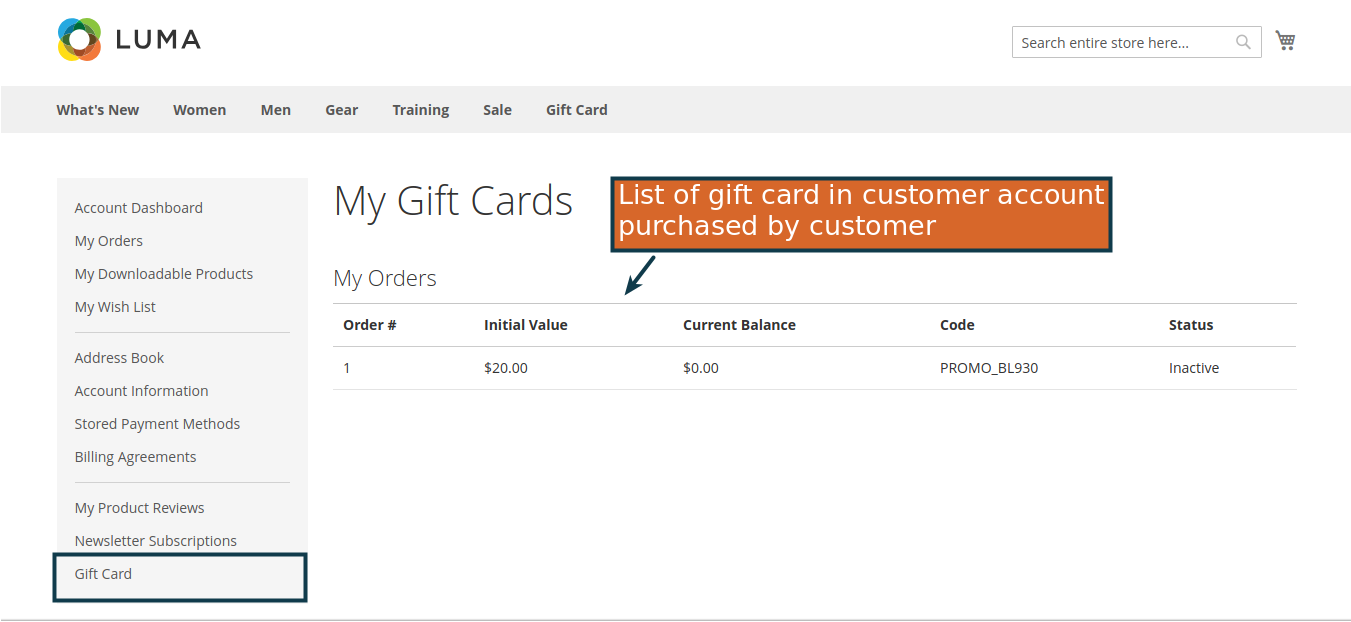 LUMA
Search entire store here...
What's New Women Men Gear Training Sale Gift Card
Account Dashboard
My Orders
My Downloadable Products
My Wish List
Address Book
Account Information
Stored Payment Methods
Billing Agreements
My Product Reviews
Newsletter Subscriptions
Gift Card
My Gift Cards
List of gift card in customer account
purchased by customer
My Orders
Order # Initial Value Current Balance Code Status
1 $20.00 $0.00 PROMO_BL930 Inactive